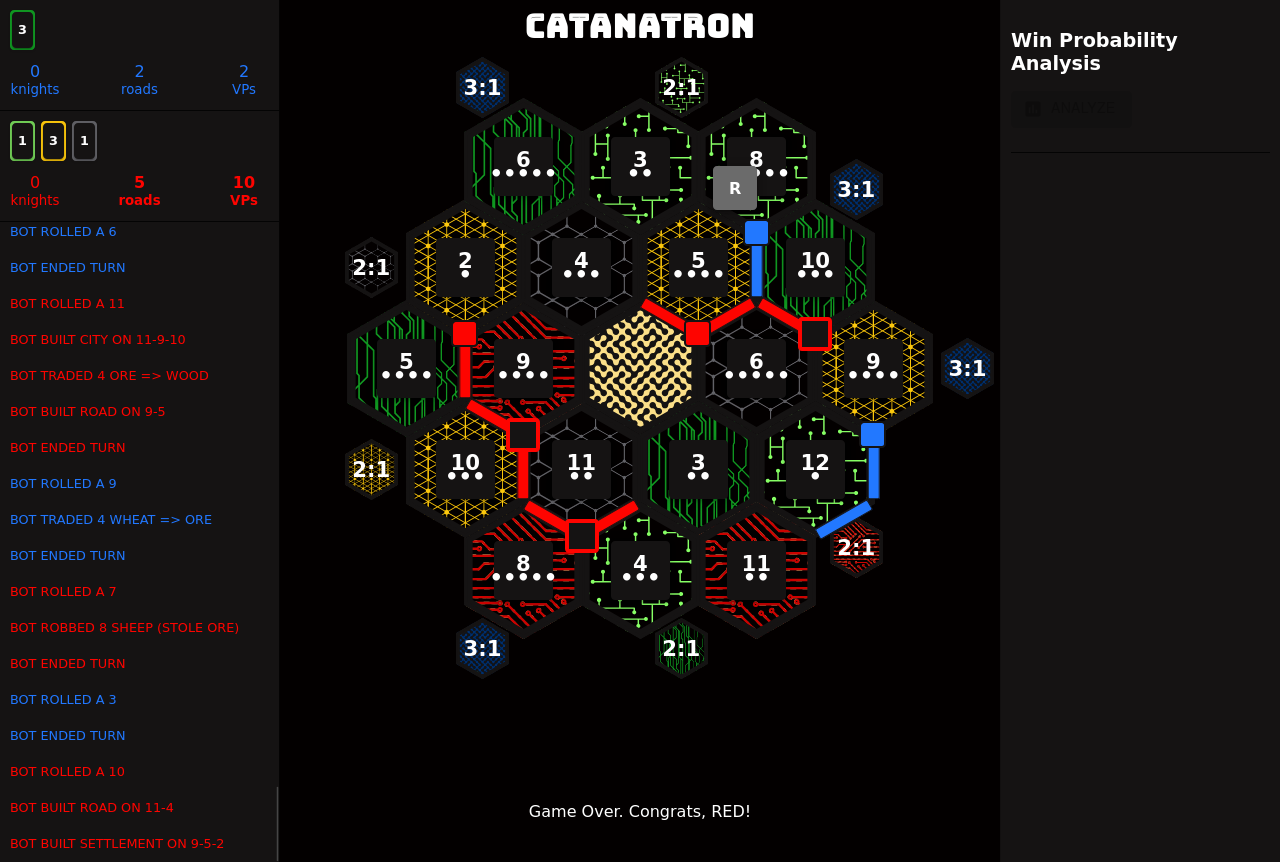 CATANATRON
3
0
2
2
knights
roads
VPs
1
3
1
0
5
10
knights
roads
VPs
BOT ROLLED A 6
BOT ENDED TURN
BOT ROLLED A 11
BOT BUILT CITY ON 11-9-10
BOT TRADED 4 ORE => WOOD
BOT BUILT ROAD ON 9-5
BOT ENDED TURN
BOT ROLLED A 9
BOT TRADED 4 WHEAT => ORE
BOT ENDED TURN
BOT ROLLED A 7
BOT ROBBED 8 SHEEP (STOLE ORE)
BOT ENDED TURN
BOT ROLLED A 3
BOT ENDED TURN
BOT ROLLED A 10
BOT BUILT ROAD ON 11-4
BOT BUILT SETTLEMENT ON 9-5-2
3:1
2:1
6
3
8
R
3:1
2:1
2
4
5
10
5
9
6
9
3:1
2:1
10
11
3
12
2:1
8
4
11
3:1
2:1
Game Over. Congrats, RED!
Win Probability
Analysis
ANALYZE